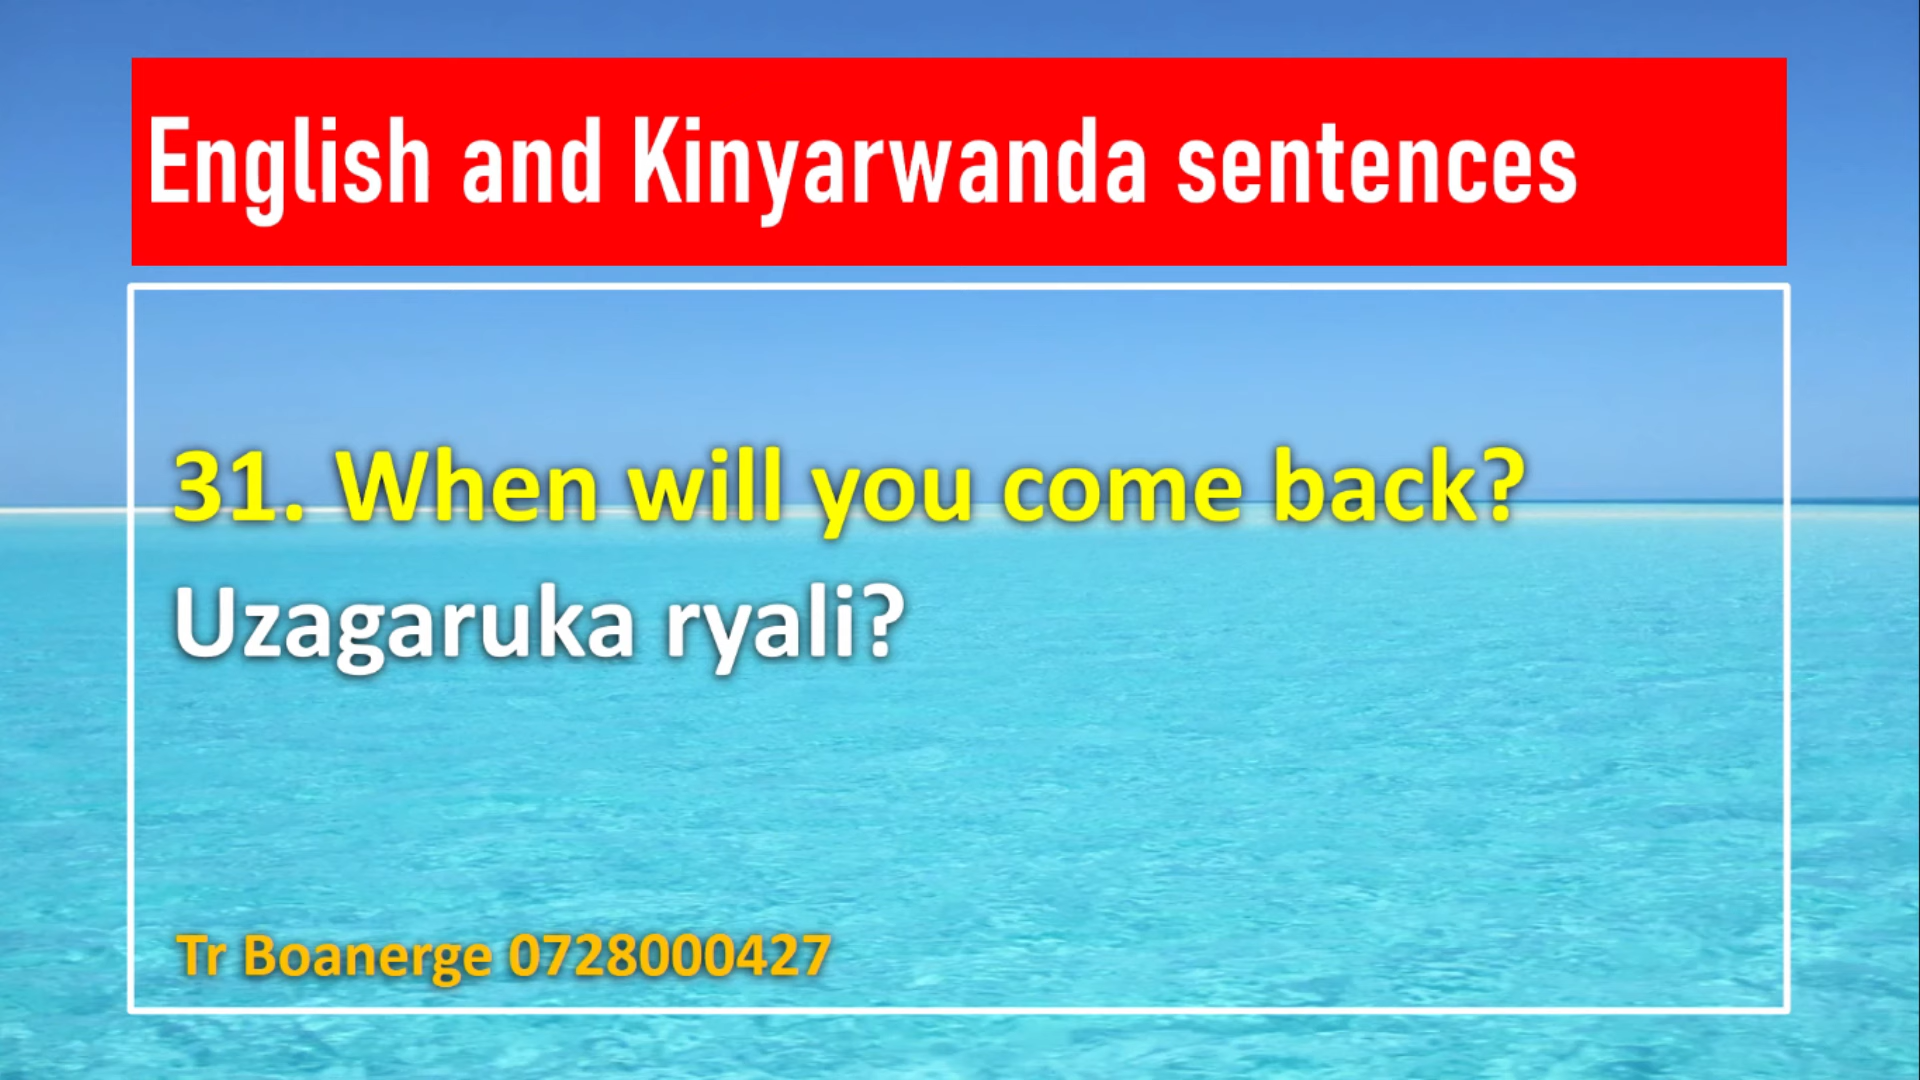 English and Kinyarwanda sentences
31. When will you come back?
Uzagaruka ryali?
Tr Boanerge 0728000427